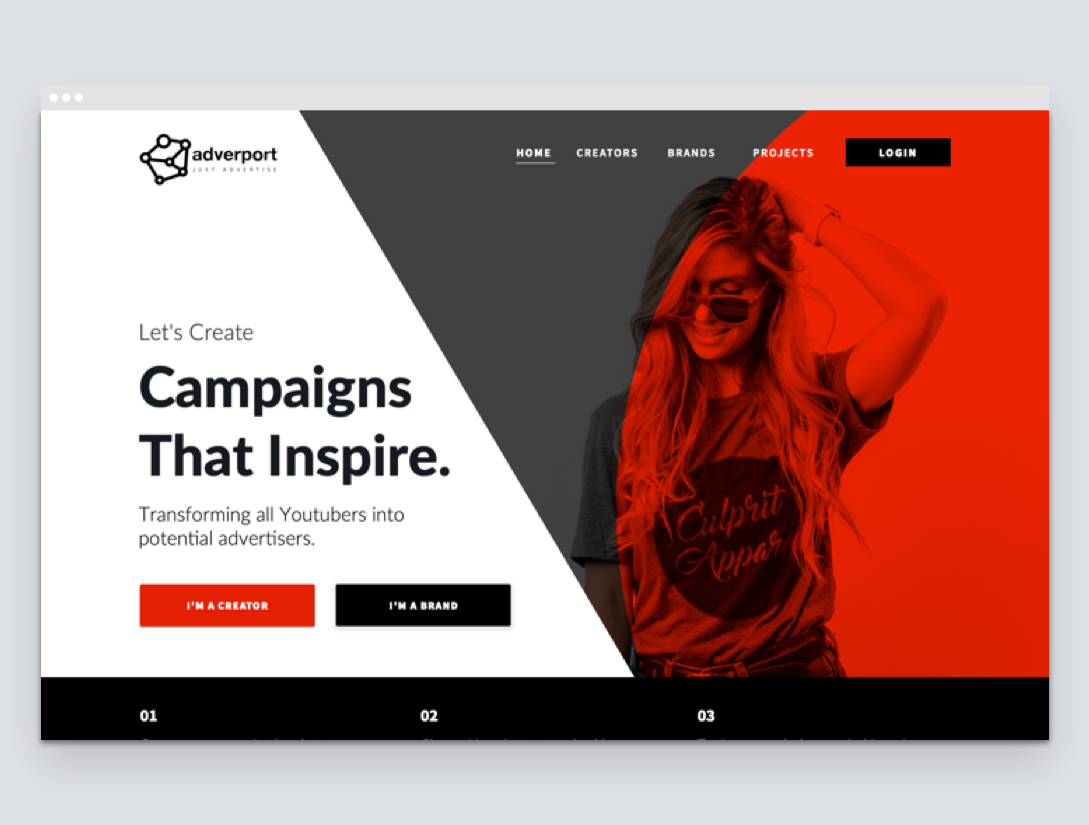 adverport
JUST ADVERTISE
HOME
CREATORS
BRANDS
PROJECTS
LOGIN
Let's Create
Campaigns
That Inspire.
Transforming all Youtubers into
potential advertisers.
I'M A CREATOR
I'M A BRAND
Culprit
01
02
03